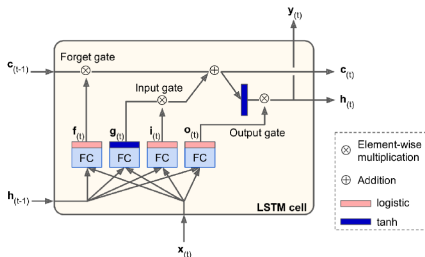 y(t)
c(t-1)
Forget gate
c(t)
Input gate
h(t)
f(t)
g(t)
i(t)
o(t)
Output gate
FC FC FC FC
Element-wise
multiplication
Addition
h(t-1)
LSTM cell
logistic
tanh
x(t)